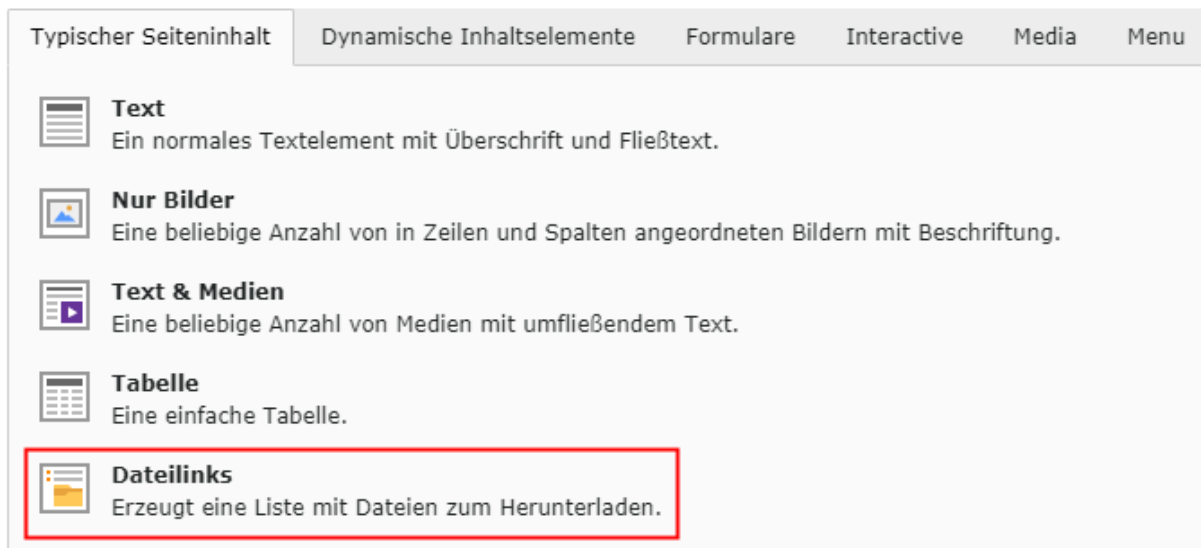 Typischer Seiteninhalt Dynamische Inhaltselemente Formulare Interactive Media Menu
Text
Ein normales Textelement mit Überschrift und Fließtext.
Nur Bilder
Eine beliebige Anzahl von in Zeilen und Spalten angeordneten Bildern mit Beschriftung.
Text & Medien
Eine beliebige Anzahl von Medien mit umfließendem Text.
Tabelle
Eine einfache Tabelle.
Dateilinks
Erzeugt eine Liste mit Dateien zum Herunterladen.